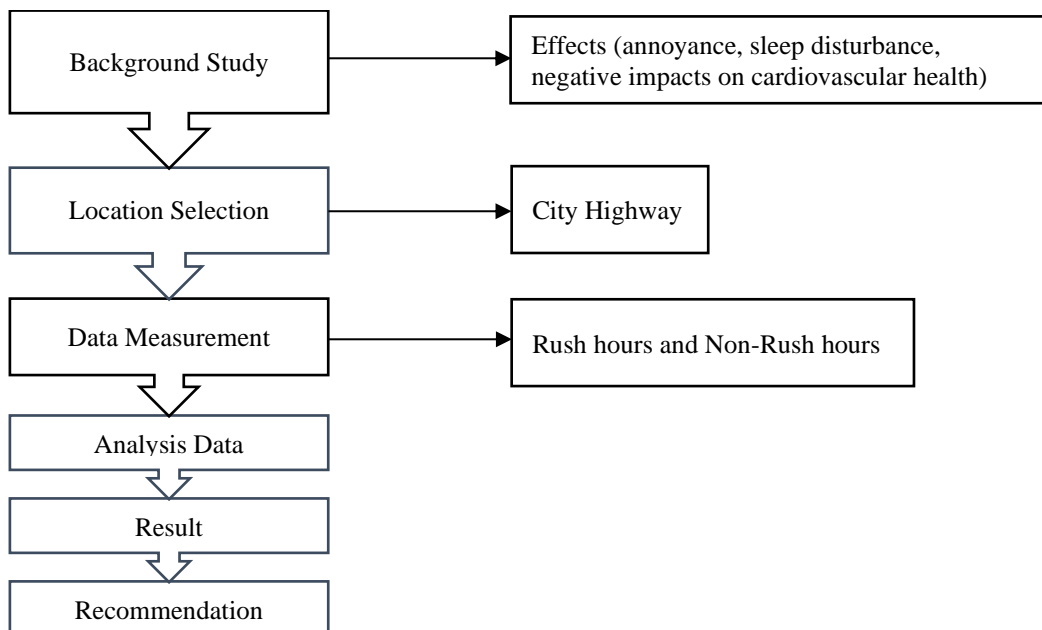 Background Study
Effects (annoyance, sleep disturbance,
negative impacts on cardiovascular health)
Location Selection
City Highway
Data Measurement
Rush hours and Non-Rush hours
Analysis Data
Result
Recommendation